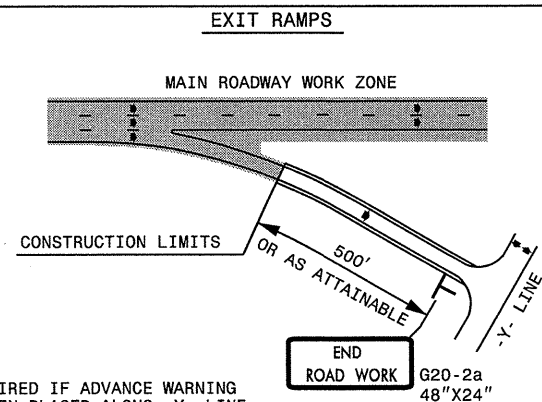 EXIT RAMPS
MAIN ROADWAY WORK ZONE
CONSTRUCTION LIMITS
500'
OR AS ATTAINABLE
-Y- LINE
END
ROAD WORK
G20-2a
48"X24"
IF ADVANCE WARNING
PLACED ALONG -Y- LINE